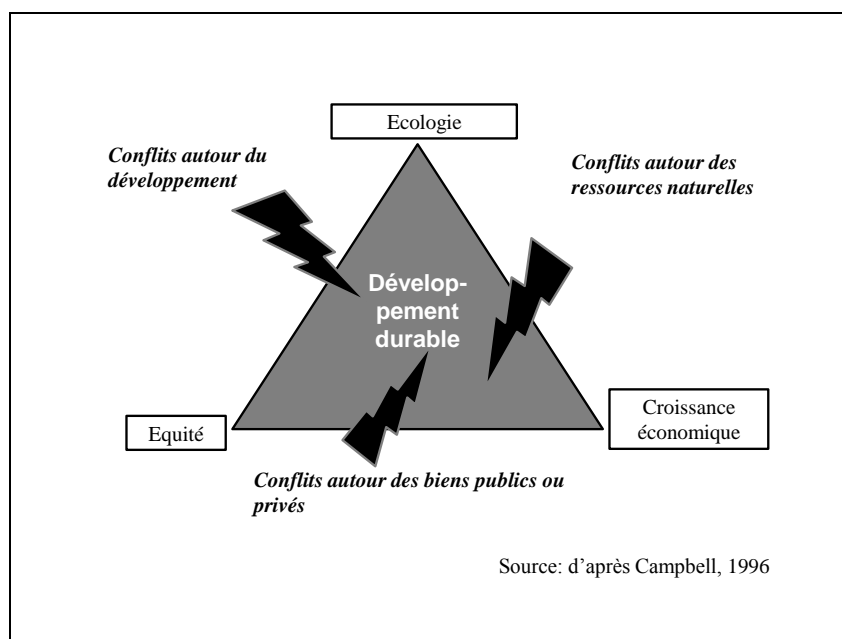 Ecologie
Conflits autour du
développement
Conflits autour des
ressources naturelles
Dévelop-
pement
durable
Equité
Croissance
économique
Conflits autour des biens publics ou
privés
Source: d'après Campbell, 1996